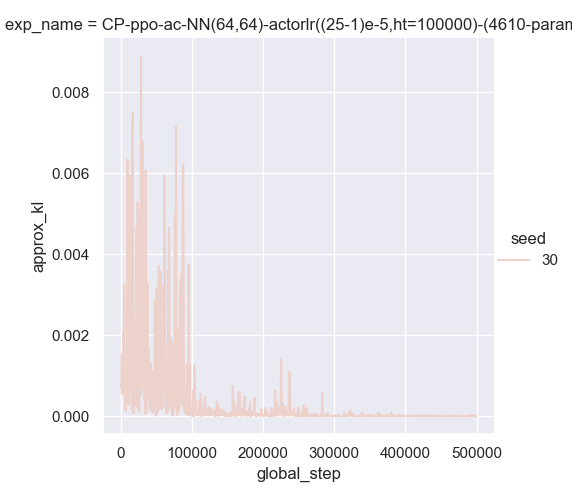 exp_name = CP-ppo-ac-NN(64,64)-actorlr((25-1)e-5,ht=100000)-(4610-param
0.008
0.006
0.004
0.002
0.000
approx_kl
0 100000 200000 300000 400000 500000
global_step
seed
30